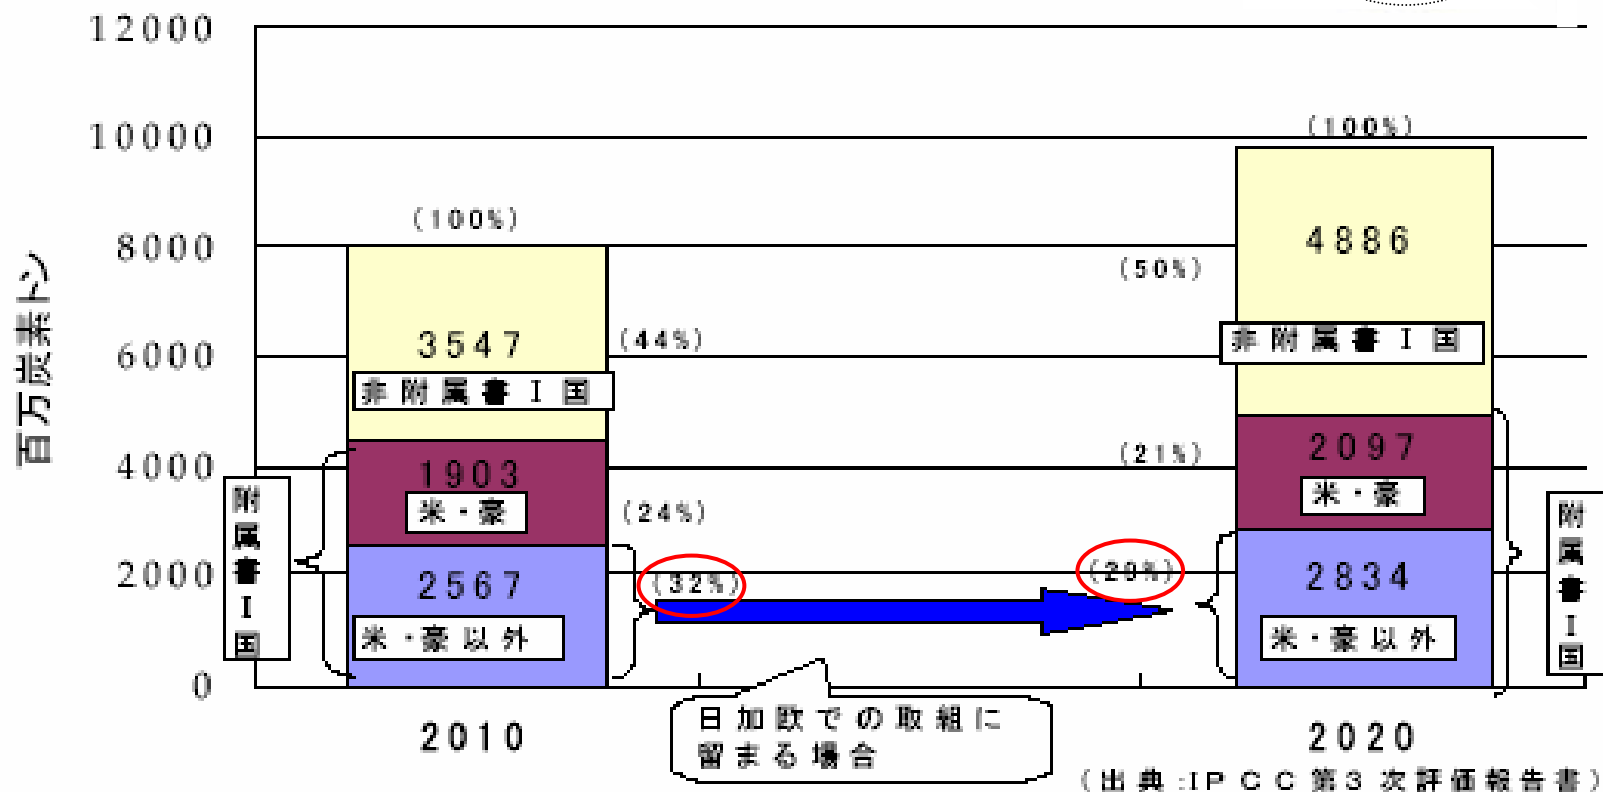 百万炭素トン
12000
10000
8000
6000
4000
2000
0
(100%)
3547
(44%)
非附属書Ⅰ国
1903
米・豪
(24%)
2567
(32%)
米・豪以外
附属書Ⅰ国
2010
(100%)
4886
(50%)
非附属書Ⅰ国
2097
(21%)
米・豪
(29%)
2834
米・豪以外
附属書Ⅰ国
2020
日加欧での取組に
留まる場合
(出典:IPCC第3次評価報告書)